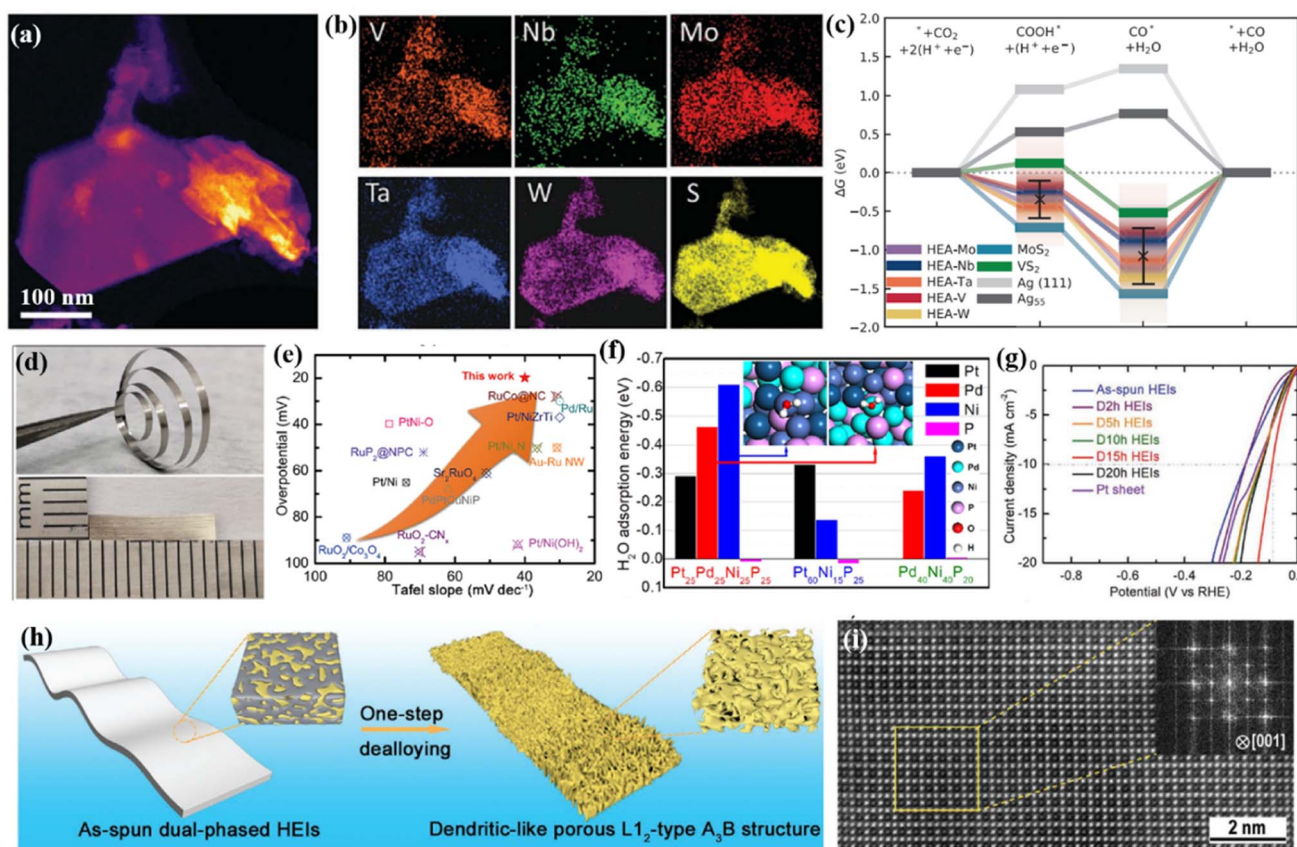 (a)
100 nm
(b)
V
Nb
Mo
Ta
W
S
(c)
* +CO₂
+2(H⁺+e⁻)
COOH*
+(H⁺+e⁻)
CO*
+H₂O
* +CO
+H₂O
ΔG (eV)
2.0
1.5
1.0
0.5
0.0
−0.5
−1.0
−1.5
−2.0
HEA-Mo
HEA-Nb
HEA-Ta
HEA-V
HEA-W
MoS₂
VS₂
Ag (111)
Ag₅₅
(d)
mm
(e)
Overpotential (mV)
20
40
60
80
100
This work
RuCo@NC
Pd/Ru
Pt/NiZrTi
PtNi-O
RuP₂@NPC
Pt/Ni₃N
Au-Ru NW
Sr₂RuO₄
Pt/Ni
PdPtCuNiP
RuO₂/Co₃O₄
RuO₂-CNₓ
Pt/Ni(OH)₂
100
80
60
40
20
Tafel slope (mV dec⁻¹)
(f)
H₂O adsorption energy (eV)
-0.7
-0.6
-0.5
-0.4
-0.3
-0.2
-0.1
0.0
0.1
Pt
Pd
Ni
P
Pt
Pd
Ni
P
O
H
Pt₂₅Pd₂₅Ni₂₅P₂₅
Pt₆₀Ni₁₅P₂₅
Pd₄₀Ni₄₀P₂₀
(g)
As-spun HEIs
D2h HEIs
D5h HEIs
D10h HEIs
D15h HEIs
D20h HEIs
Pt sheet
Current density (mA cm⁻²)
0
-5
-10
-15
-20
-0.8
-0.6
-0.4
-0.2
0.0
Potential (V vs RHE)
(h)
One-step
dealloying
As-spun dual-phased HEIs
Dendritic-like porous L1₂-type A₃B structure
(i)
⊗[001]
2 nm